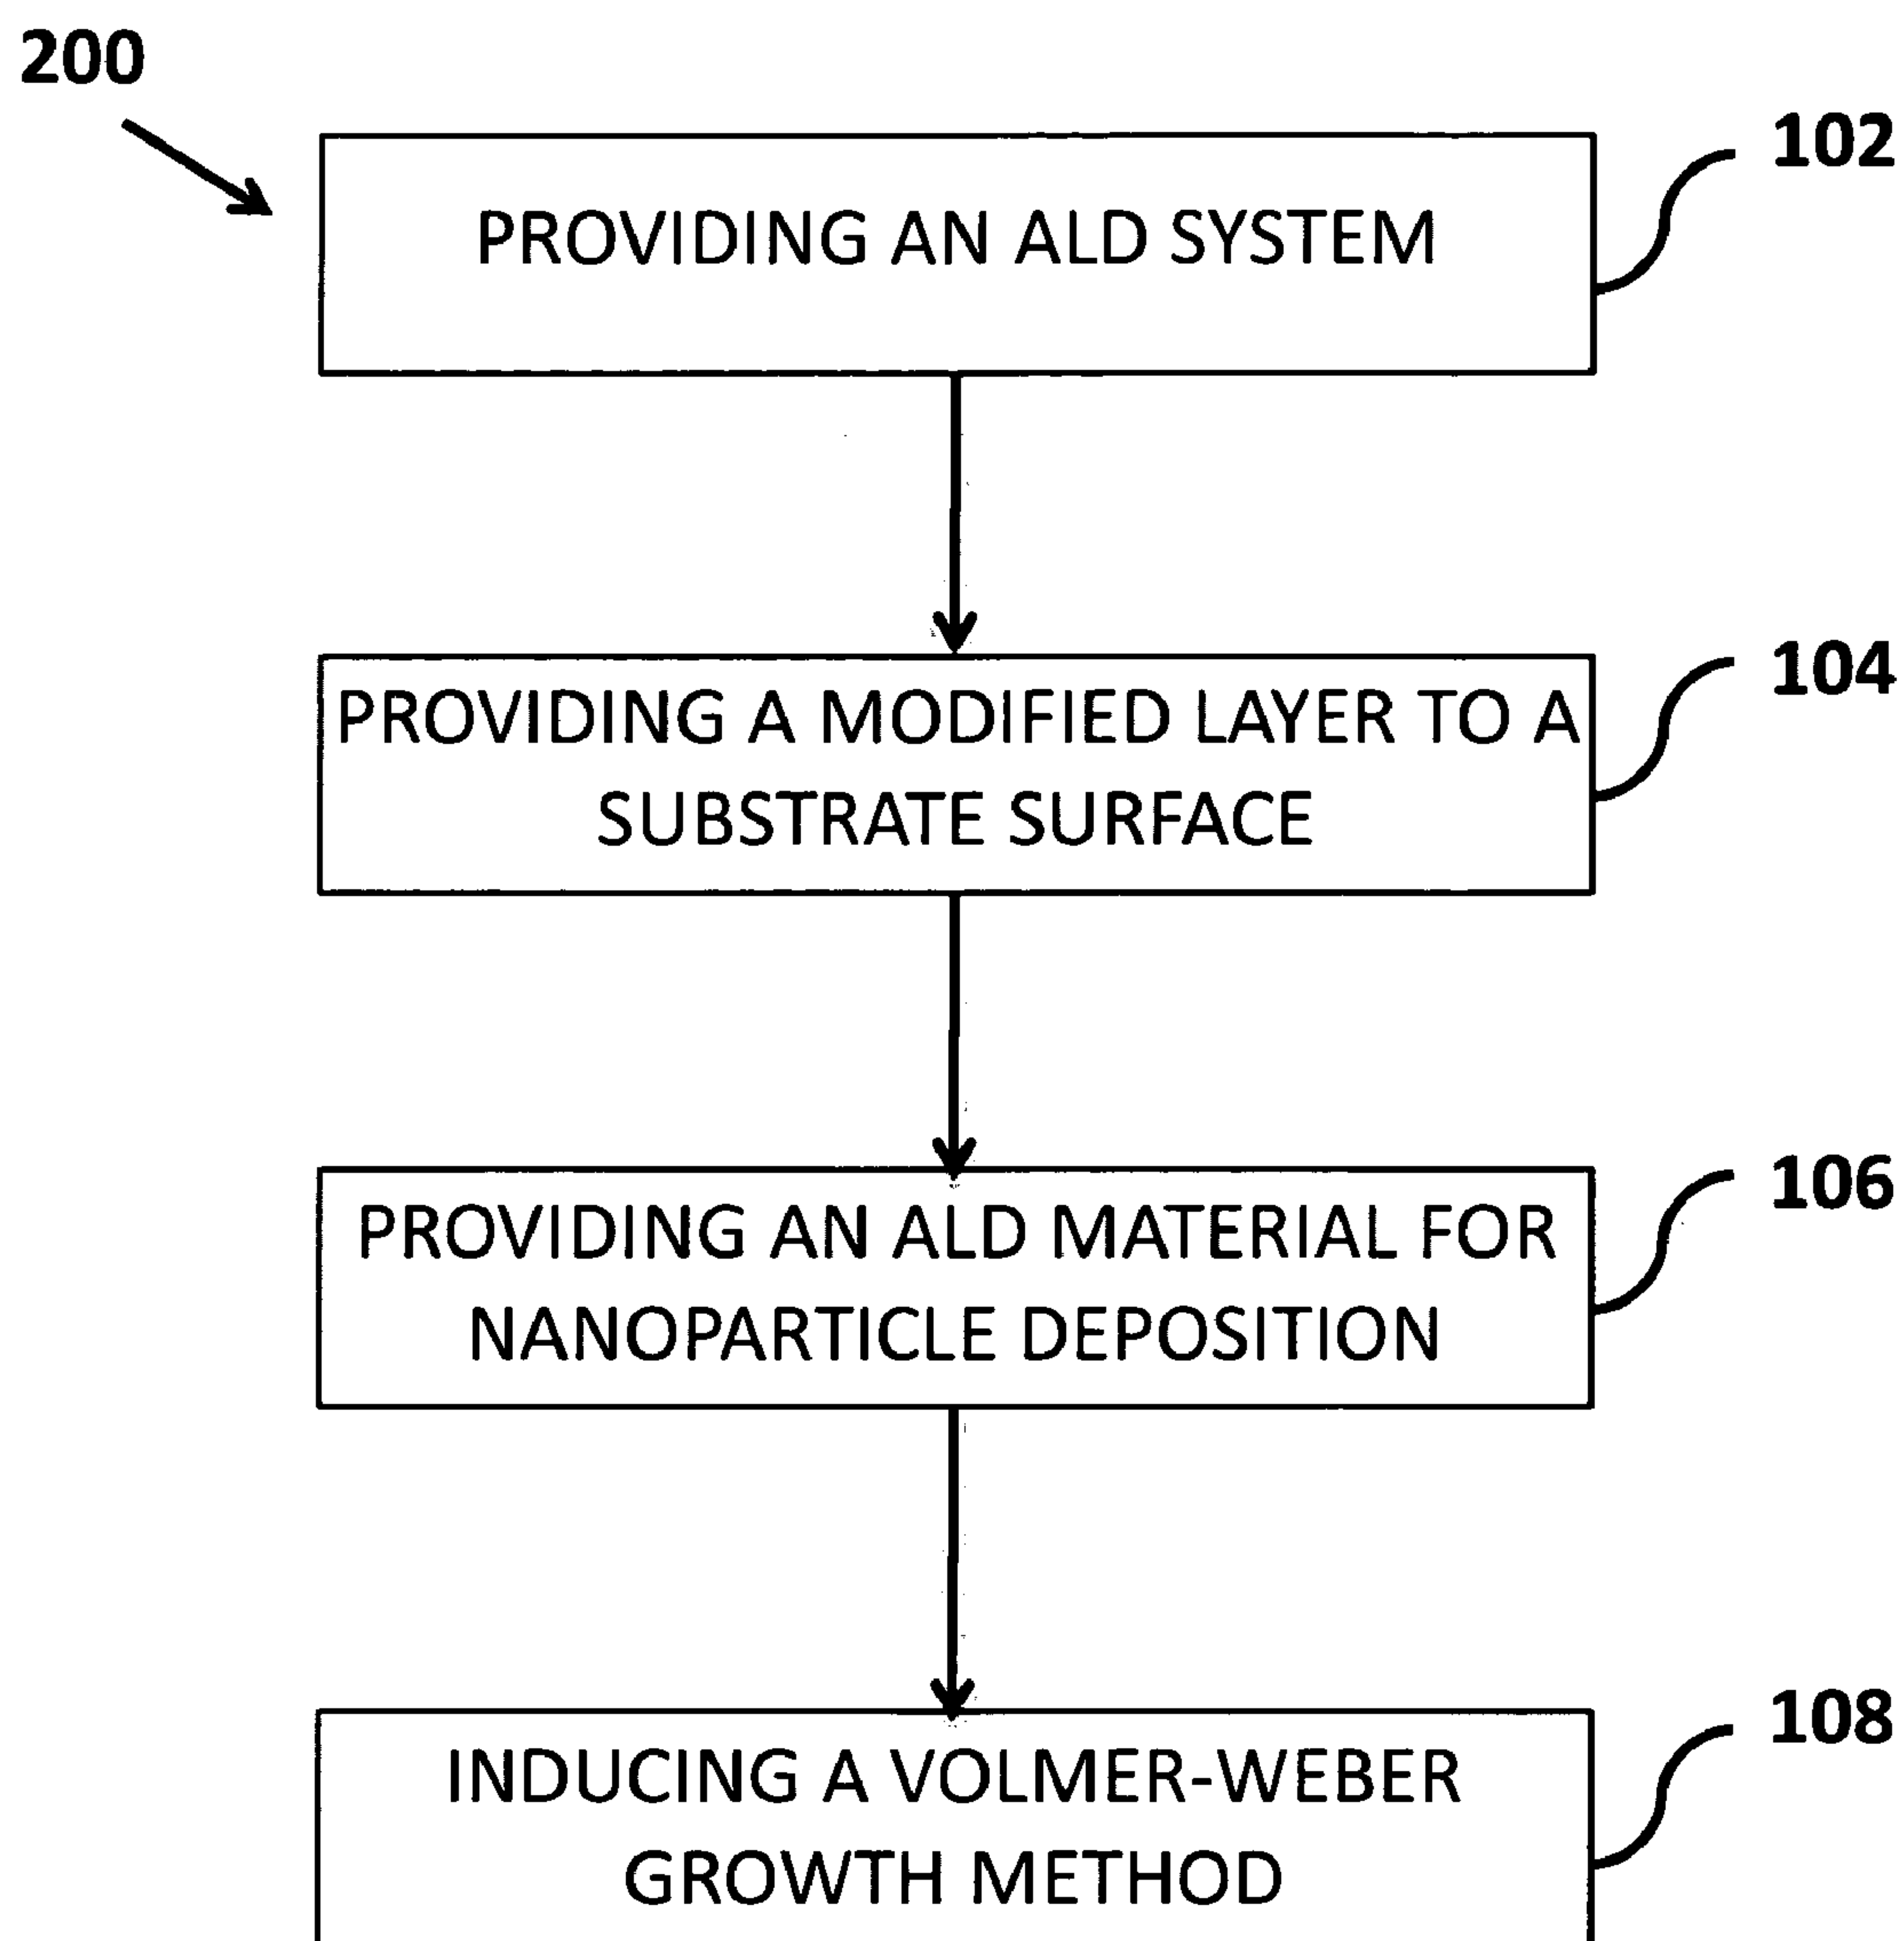 200
102
PROVIDING AN ALD SYSTEM
104
PROVIDING A MODIFIED LAYER TO A
SUBSTRATE SURFACE
106
PROVIDING AN ALD MATERIAL FOR
NANOPARTICLE DEPOSITION
108
INDUCING A VOLMER-WEBER
GROWTH METHOD